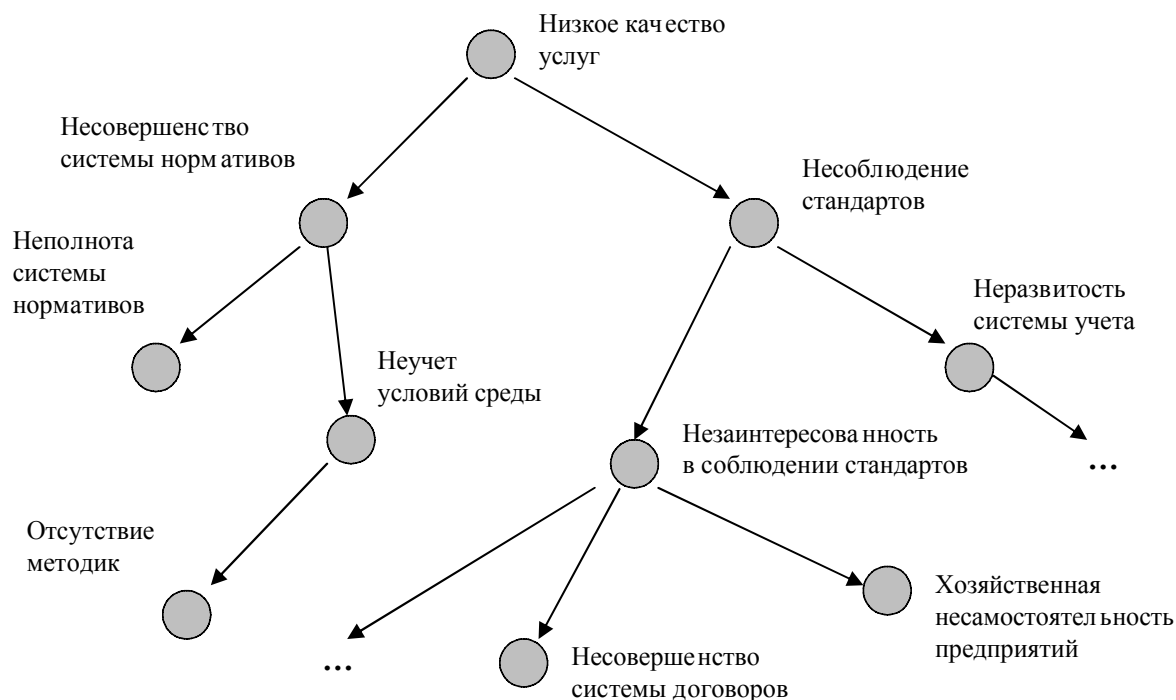 Низкое качество
услуг
Несовершенство
системы нормативов
Несоблюдение
стандартов
Неполнота
системы
нормативов
Неразвитость
системы учета
Неучет
условий среды
Незаинтересованность
в соблюдении стандартов
...
Отсутствие
методик
Хозяйственная
несамостоятельность
предприятий
...
Несовершенство
системы договоров